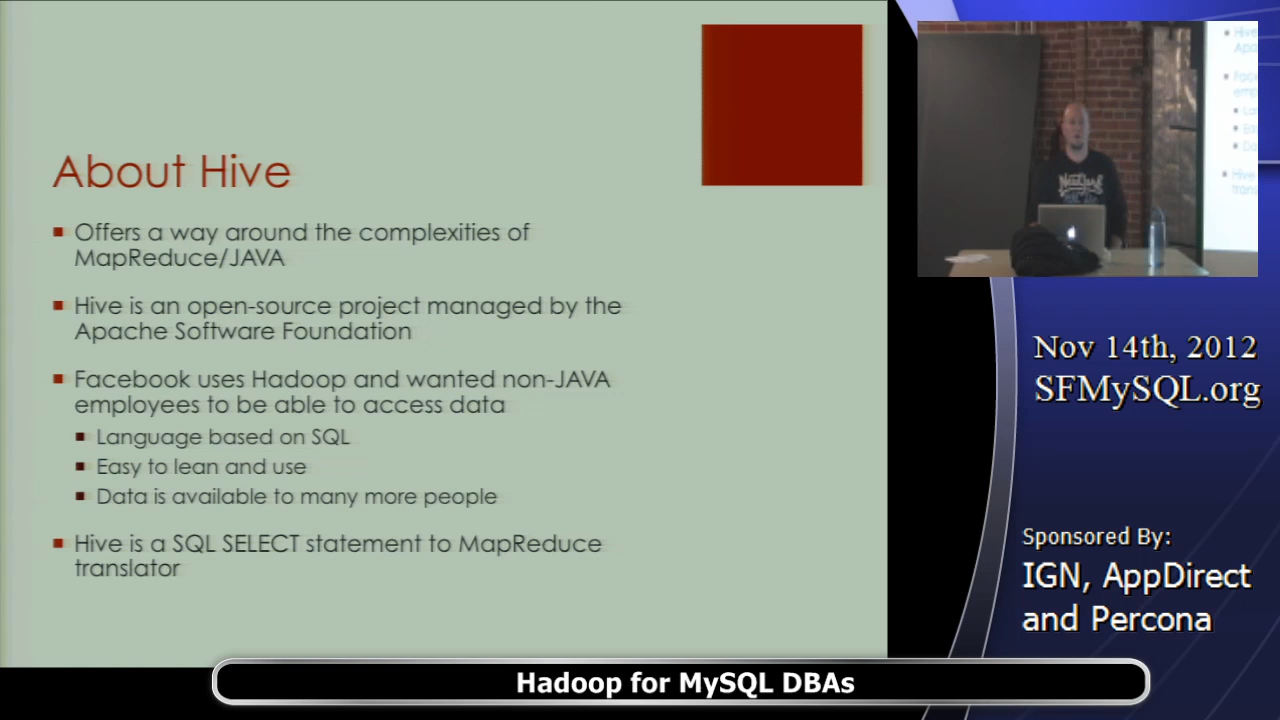 About Hive
Offers a way around the complexities of
MapReduce/JAVA
Hive is an open-source project managed by the
Apache Software Foundation
Facebook uses Hadoop and wanted non-JAVA
employees to be able to access data
Language based on SQL
Easy to lean and use
Data is available to many more people
Hive is a SQL SELECT statement to MapReduce
translator
Nov 14th, 2012
SFMySQL.org
Sponsored By:
IGN, AppDirect
and Percona
Hadoop for MySQL DBAs